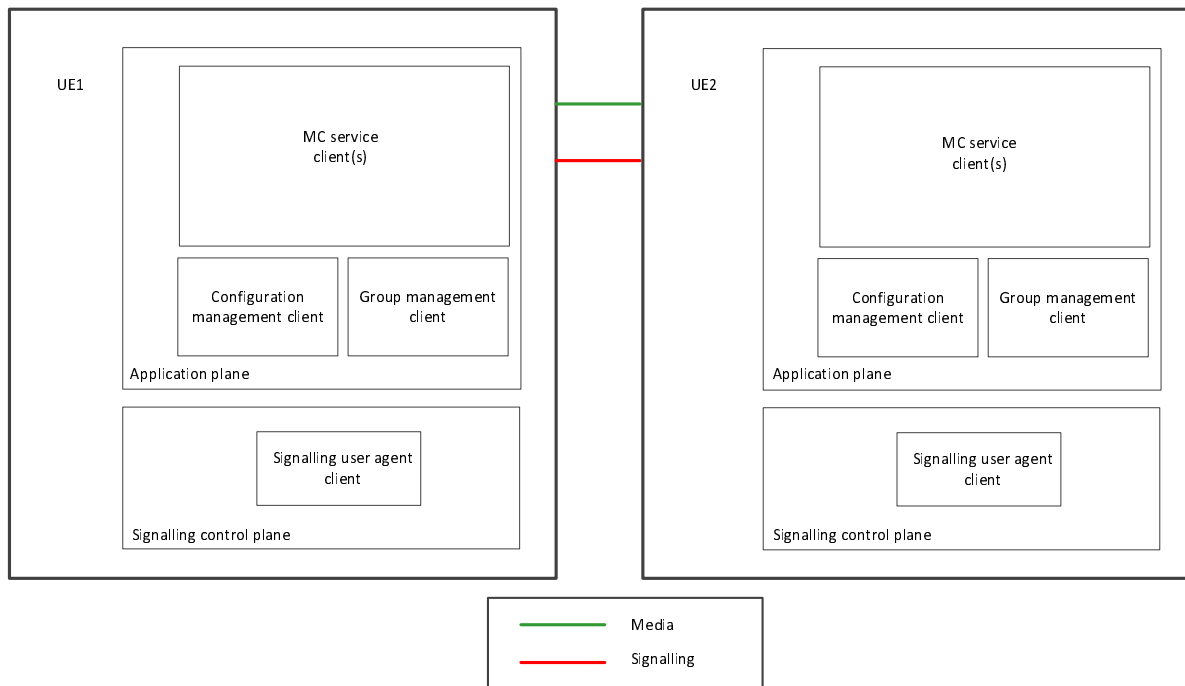 UE1
MC service
client(s)
Configuration
management client
Group management
client
Application plane
Signalling user agent
client
Signalling control plane
UE2
MC service
client(s)
Configuration
management client
Group management
client
Application plane
Signalling user agent
client
Signalling control plane
Media
Signalling